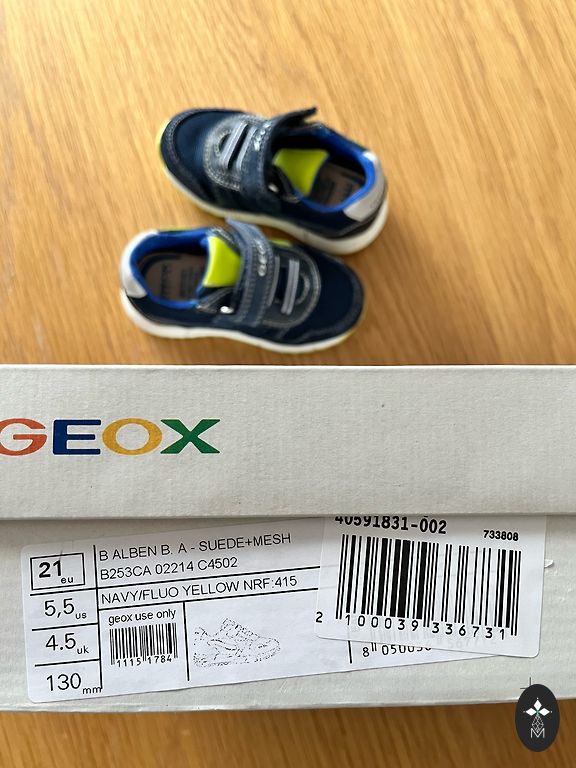 GEOX
40591831-002
733808
21 eu
B ALBEN B. A - SUEDE+MESH
B253CA 02214 C4502
5,5 us
NAVY/FLUO YELLOW NRF:415
geox use only
4.5 uk
1115 1784
2
100039 336731
130 mm
M